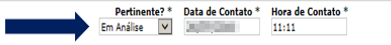 Pertinente? * Data de Contato * Hora de Contato *
Em Análise 11:11